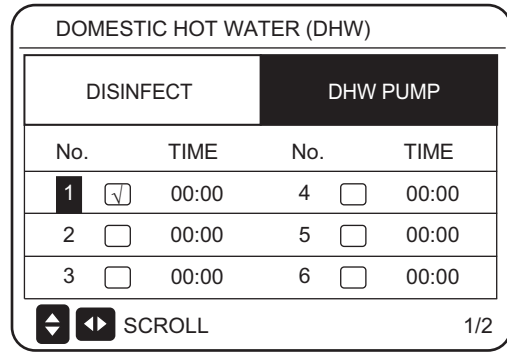 DOMESTIC HOT WATER (DHW)
DISINFECT DHW PUMP
No. TIME No. TIME
1 √ 00:00 4 00:00
2 00:00 5 00:00
3 00:00 6 00:00
SCROLL 1/2